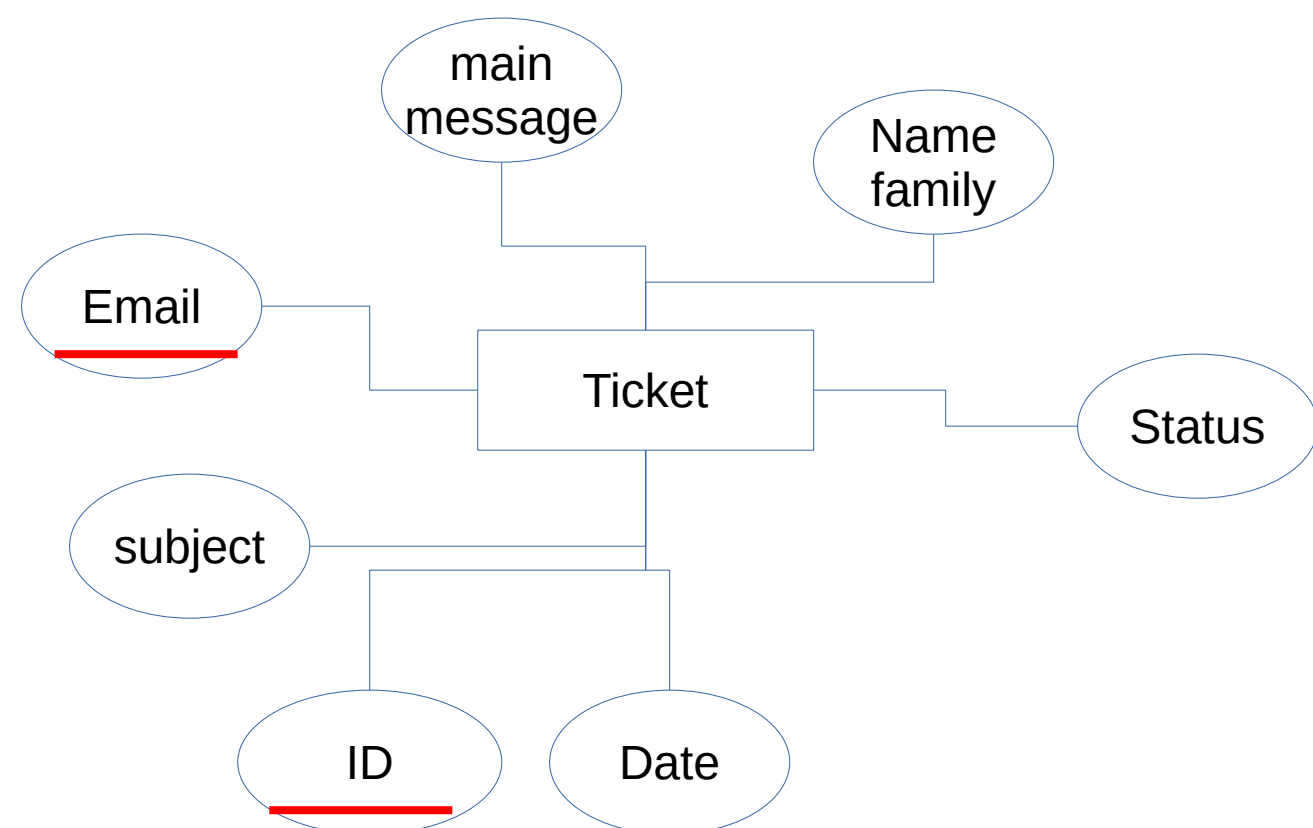 main
message
Name
family
Email
Ticket
Status
subject
ID
Date